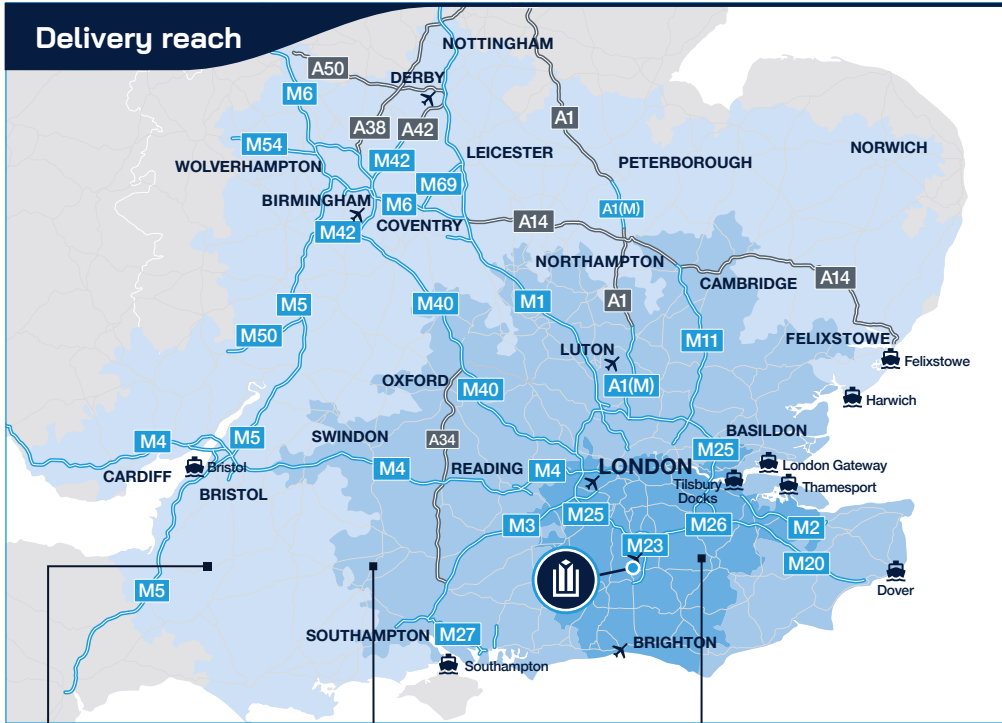 Delivery reach
NOTTINGHAM
A50
DERBY
M6
A1
A38
A42
M54
LEICESTER
NORWICH
M42
PETERBOROUGH
WOLVERHAMPTON
M69
BIRMINGHAM
M6
A1(M)
COVENTRY
A14
M42
NORTHAMPTON
CAMBRIDGE
A14
M5
M40
M1
A1
M50
M11
FELIXSTOWE
LUTON
Felixstowe
OXFORD
M40
A1(M)
Harwich
M4
M5
SWINDON
A34
BASILDON
M25
CARDIFF
Bristol
M4
READING
M4
LONDON
London Gateway
BRISTOL
Tilsbury
Docks
Thamesport
M3
M25
M26
M2
M23
M20
M5
Dover
SOUTHAMPTON
M27
BRIGHTON
Southampton